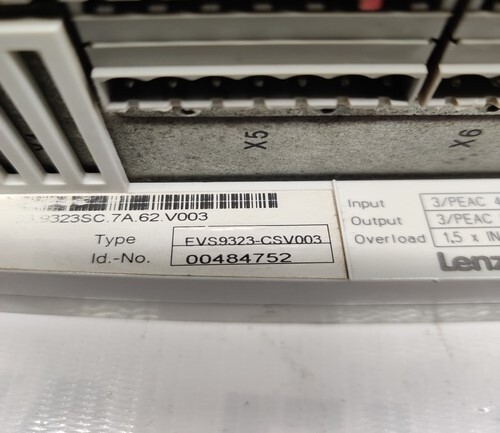 X5
X6
9323SC.7A.62.V003
Type EVS9323-CSV003
Id.-No. 00484752
Input 3/PEAC 4
Output 3/PEAC
Overload 1,5 x IN
Lenz